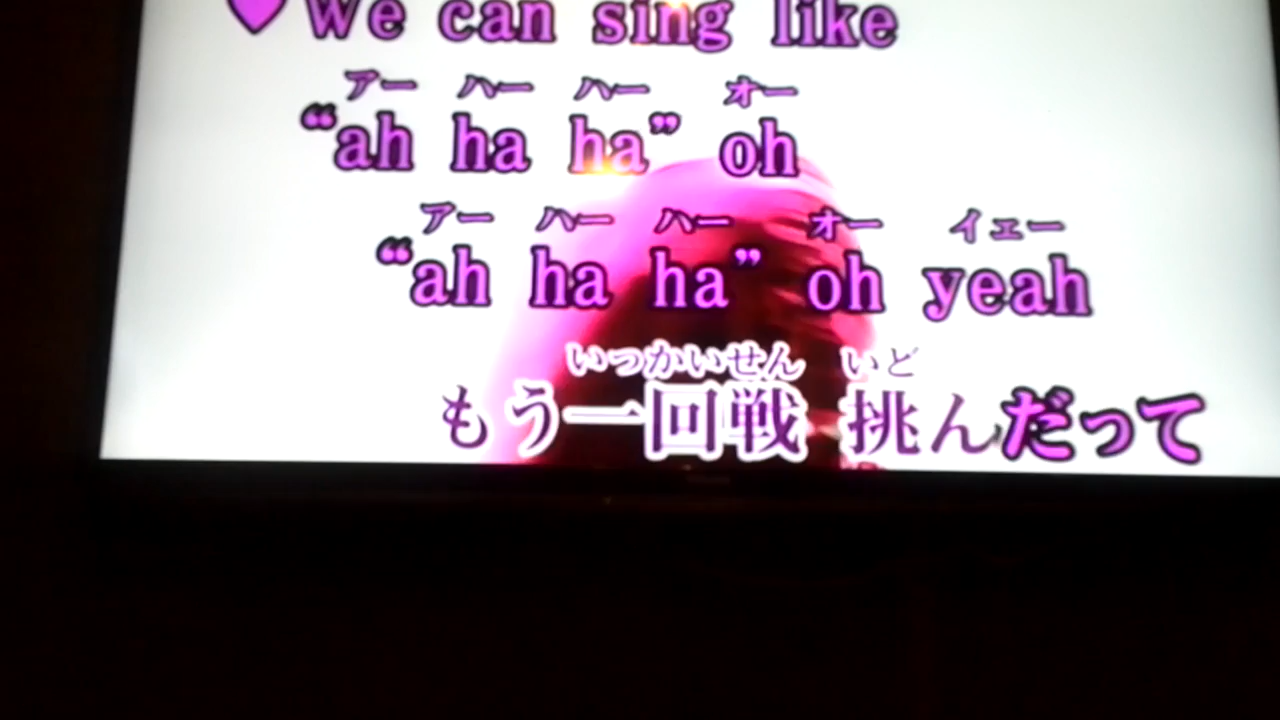 ♥We can sing like
アー ハー ハー オー
“ah ha ha” oh
アー ハー ハー オー イェー
“ah ha ha” oh yeah
いっかいせん いど
もう一回戦 挑んだって